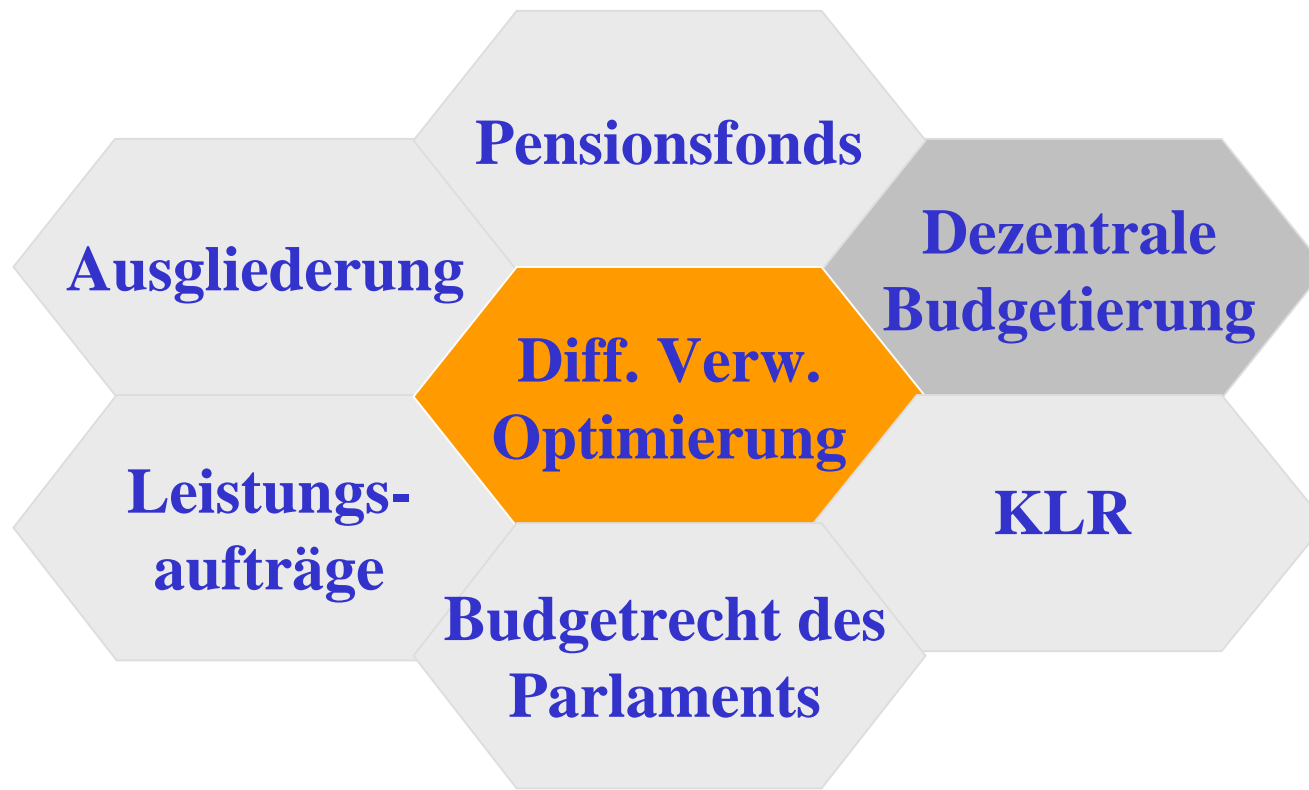 Pensionsfonds
Ausgliederung
Dezentrale
Budgetierung
Diff. Verw.
Optimierung
Leistungs-
aufträge
KLR
Budgetrecht des
Parlaments